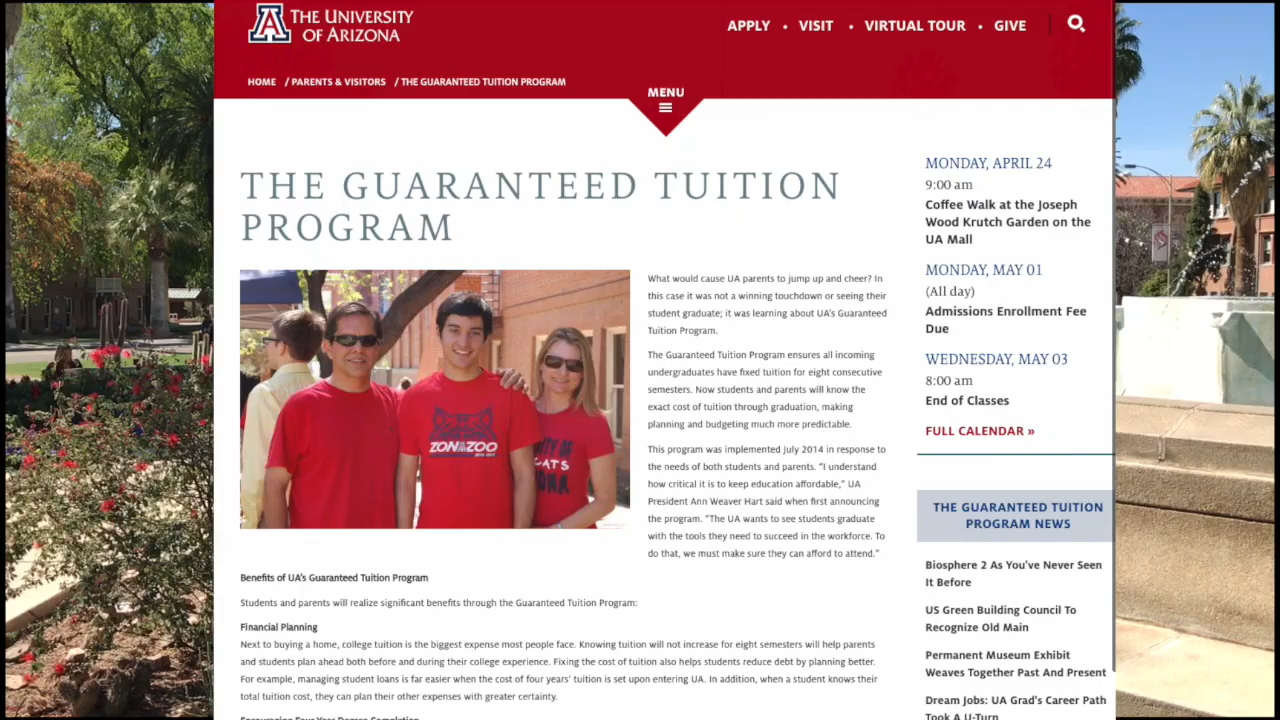 THE UNIVERSITY
OF ARIZONA
APPLY • VISIT • VIRTUAL TOUR • GIVE
HOME / PARENTS & VISITORS / THE GUARANTEED TUITION PROGRAM
MENU
THE GUARANTEED TUITION
PROGRAM
ZONA ZOO
CATS
What would cause UA parents to jump up and cheer? In
this case it was not a winning touchdown or seeing their
student graduate; it was learning about UA's Guaranteed
Tuition Program.
The Guaranteed Tuition Program ensures all incoming
undergraduates have fixed tuition for eight consecutive
semesters. Now students and parents will know the
exact cost of tuition through graduation, making
planning and budgeting much more predictable.
This program was implemented July 2014 in response to
the needs of both students and parents. “I understand
how critical it is to keep education affordable,” UA
President Ann Weaver Hart said when first announcing
the program. “The UA wants to see students graduate
with the tools they need to succeed in the workforce. To
do that, we must make sure they can afford to attend.”
Benefits of UA's Guaranteed Tuition Program
Students and parents will realize significant benefits through the Guaranteed Tuition Program:
Financial Planning
Next to buying a home, college tuition is the biggest expense most people face. Knowing tuition will not increase for eight semesters will help parents
and students plan ahead both before and during their college experience. Fixing the cost of tuition also helps students reduce debt by planning better.
For example, managing student loans is far easier when the cost of four years' tuition is set upon entering UA. In addition, when a student knows their
total tuition cost, they can plan their other expenses with greater certainty.
Encouraging Four-Year Degree Completion
MONDAY, APRIL 24
9:00 am
Coffee Walk at the Joseph
Wood Krutch Garden on the
UA Mall
MONDAY, MAY 01
(All day)
Admissions Enrollment Fee
Due
WEDNESDAY, MAY 03
8:00 am
End of Classes
FULL CALENDAR »
THE GUARANTEED TUITION
PROGRAM NEWS
Biosphere 2 As You've Never Seen
It Before
US Green Building Council To
Recognize Old Main
Permanent Museum Exhibit
Weaves Together Past And Present
Dream Jobs: UA Grad's Career Path
Took A U-Turn